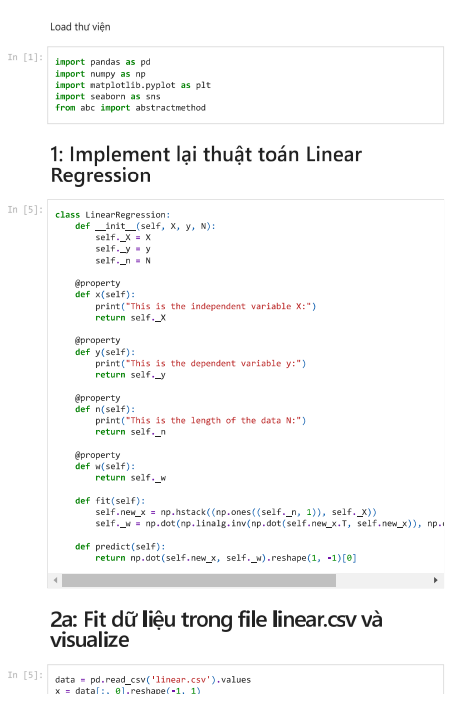 Load thư viện
In [1]:
import pandas as pd
import numpy as np
import matplotlib.pyplot as plt
import seaborn as sns
from abc import abstractmethod
1: Implement lại thuật toán Linear
Regression
In [5]:
class LinearRegression:
    def __init__(self, X, y, N):
        self._X = X
        self._y = y
        self._n = N
    @property
    def x(self):
        print("This is the independent variable X:")
        return self._X
    @property
    def y(self):
        print("This is the dependent variable y:")
        return self._y
    @property
    def n(self):
        print("This is the length of the data N:")
        return self._n
    @property
    def w(self):
        return self._w
    def fit(self):
        self.new_x = np.hstack((np.ones((self._n, 1)), self._X))
        self._w = np.dot(np.linalg.inv(np.dot(self.new_x.T, self.new_x)), np.
    def predict(self):
        return np.dot(self.new_x, self._w).reshape(1, -1)[0]
2a: Fit dữ liệu trong file linear.csv và
visualize
In [5]:
data = pd.read_csv('linear.csv').values
x = data[:, 0].reshape(-1, 1)